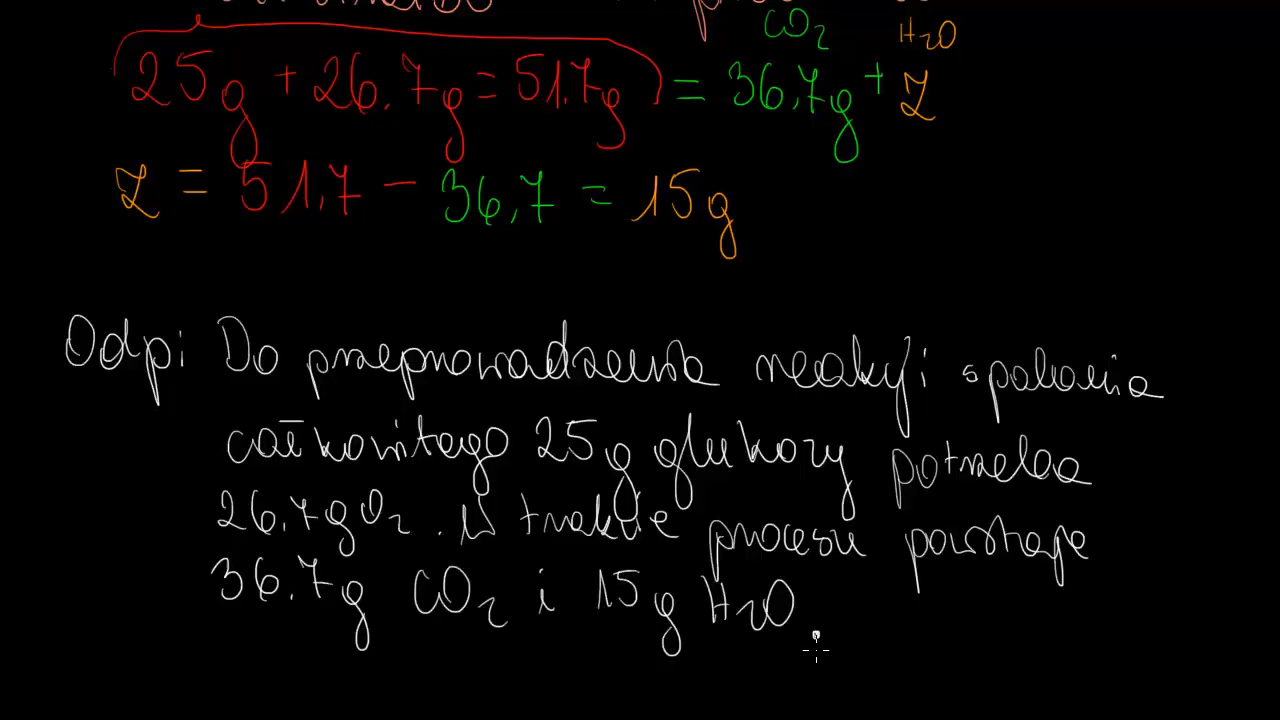 CO2 H2O
25g + 26.7g = 51.7g = 36,7g + z
z = 51,7 - 36,7 = 15g
Odp: Do przeprowadzenia reakcji spalania
całkowitego 25g glukozy potrzeba
26.7g O2. W trakcie procesu powstaje
36.7g CO2 i 15g H2O